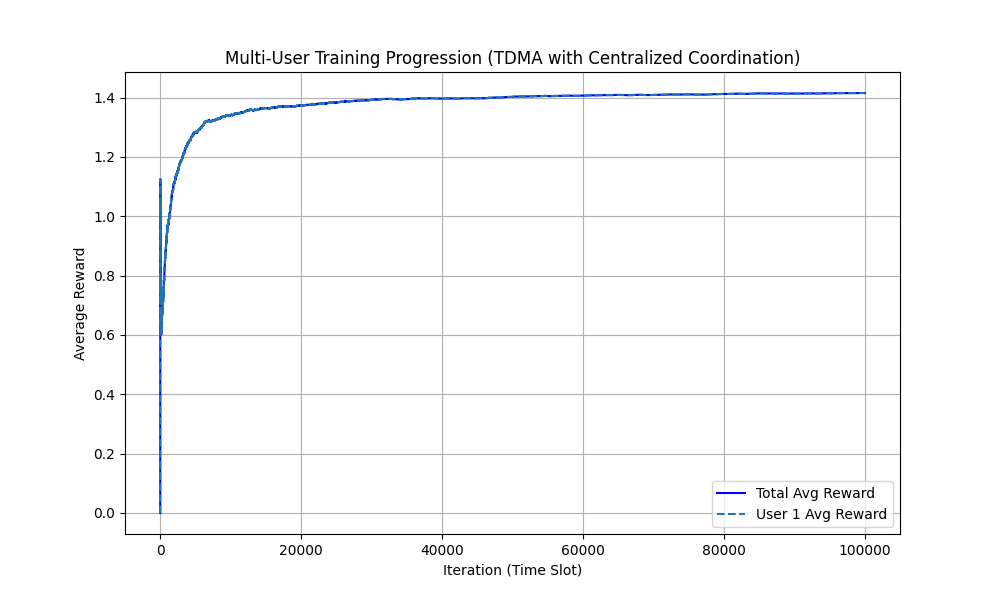 Multi-User Training Progression (TDMA with Centralized Coordination)
Average Reward
1.4
1.2
1.0
0.8
0.6
0.4
0.2
0.0
Total Avg Reward
User 1 Avg Reward
0 20000 40000 60000 80000 100000
Iteration (Time Slot)